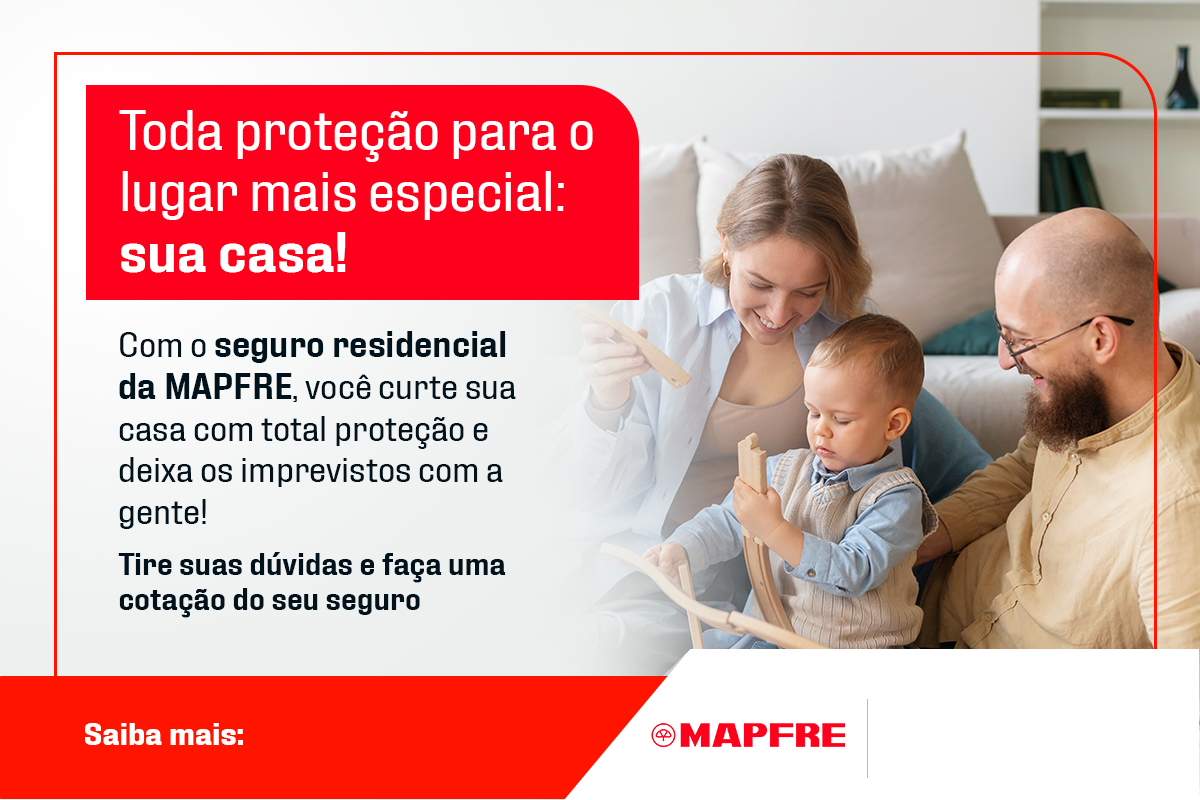 Toda proteção para o
lugar mais especial:
sua casa!
Com o seguro residencial
da MAPFRE, você curte sua
casa com total proteção e
deixa os imprevistos com a
gente!
Tire suas dúvidas e faça uma
cotação do seu seguro
Saiba mais:
MAPFRE